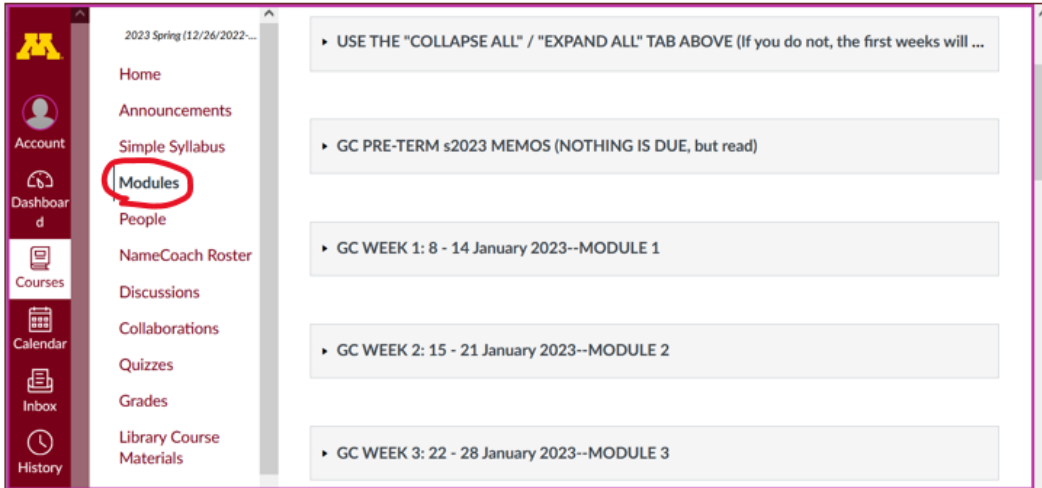 M
Account
Dashboar
d
Courses
Calendar
Inbox
History
2023 Spring (12/26/2022-...
Home
Announcements
Simple Syllabus
Modules
People
NameCoach Roster
Discussions
Collaborations
Quizzes
Grades
Library Course
Materials
USE THE "COLLAPSE ALL" / "EXPAND ALL" TAB ABOVE (If you do not, the first weeks will ...
GC PRE-TERM s2023 MEMOS (NOTHING IS DUE, but read)
GC WEEK 1: 8 - 14 January 2023--MODULE 1
GC WEEK 2: 15 - 21 January 2023--MODULE 2
GC WEEK 3: 22 - 28 January 2023--MODULE 3